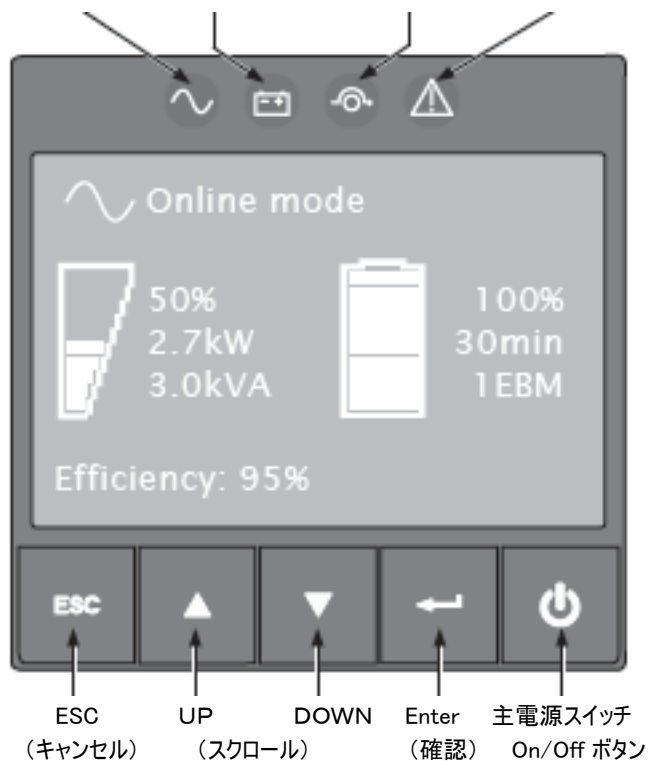 Online mode
50%
2.7kW
3.0kVA
100%
30min
1EBM
Efficiency: 95%
ESC
ESC UP DOWN Enter 主電源スイッチ
（キャンセル） （スクロール） （確認） On/Off ボタン